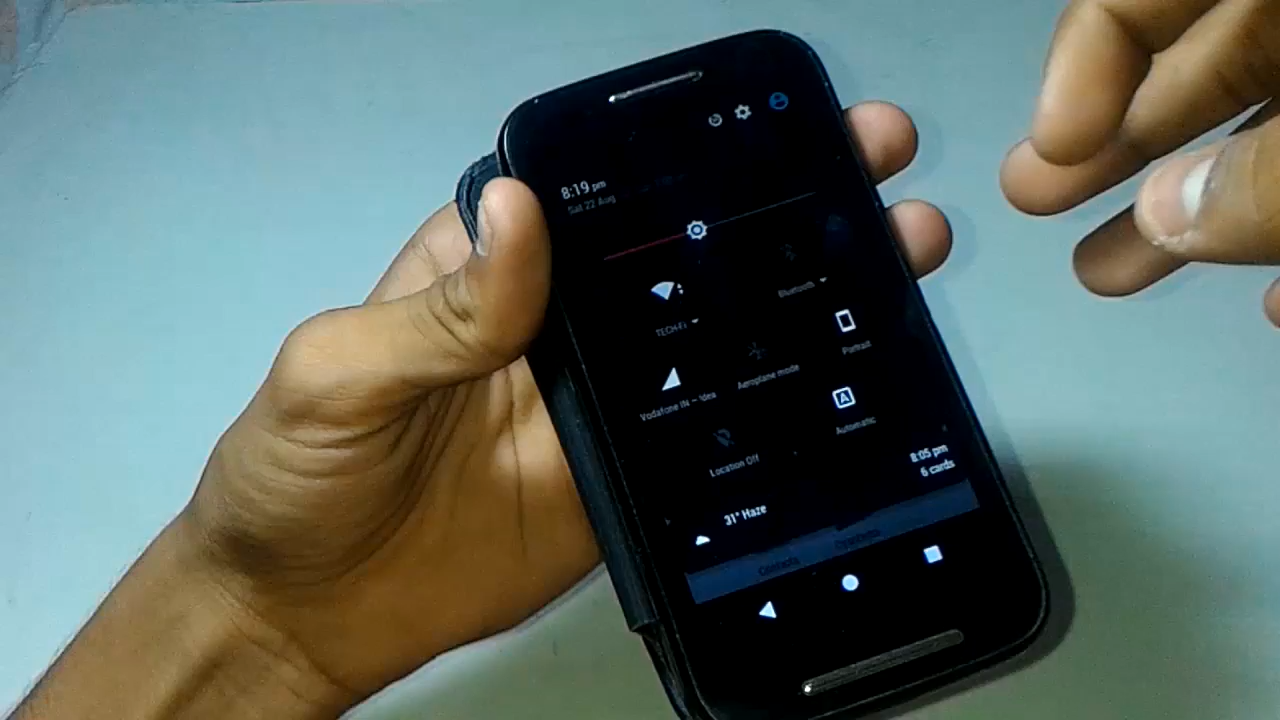 8:19 pm
Sat 22 Aug
TECH-Fi
Bluetooth
Vodafone IN – Idea
Aeroplane mode
Portrait
Location Off
A
Automatic
8:05 pm
6 cards
31° Haze
Contacts